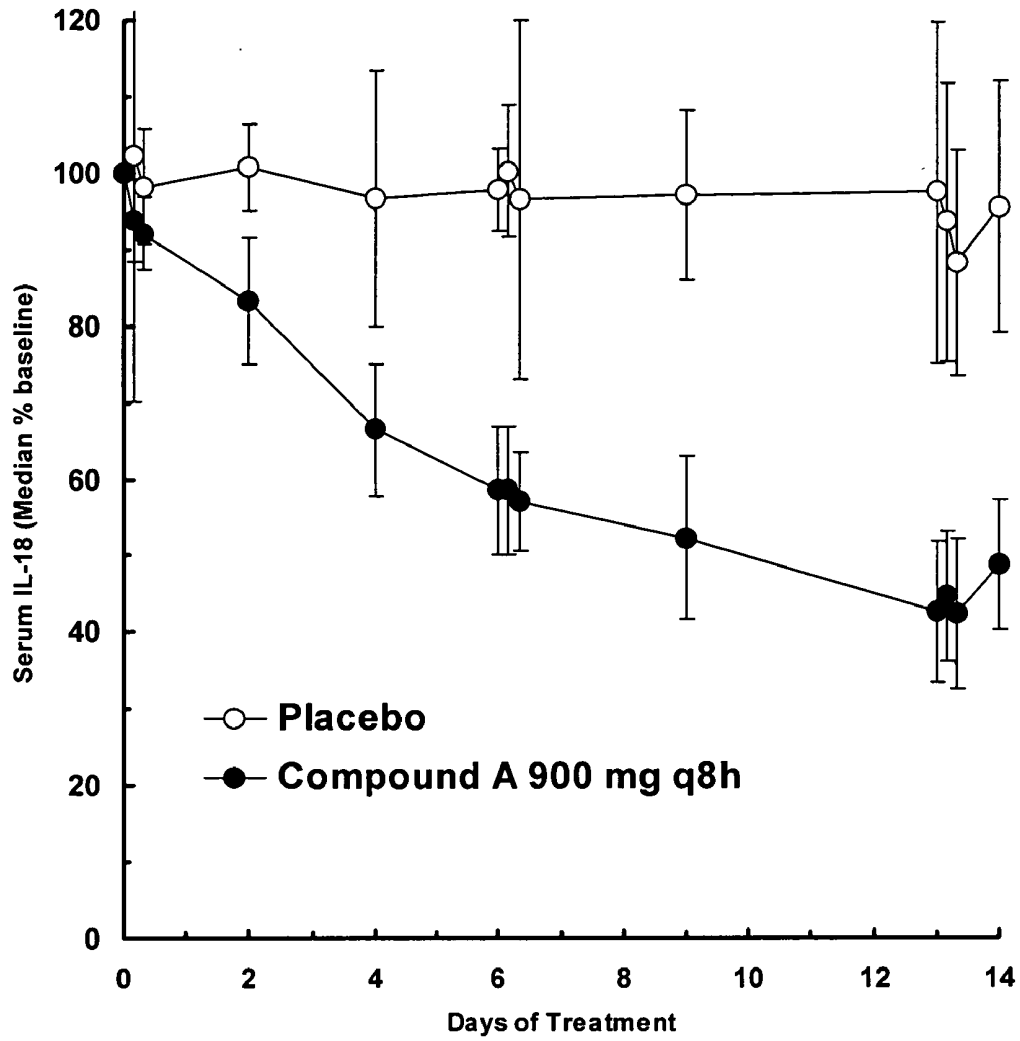 120
100
80
60
40
20
0
Serum IL-18 (Median % baseline)
Placebo
Compound A 900 mg q8h
0 2 4 6 8 10 12 14
Days of Treatment